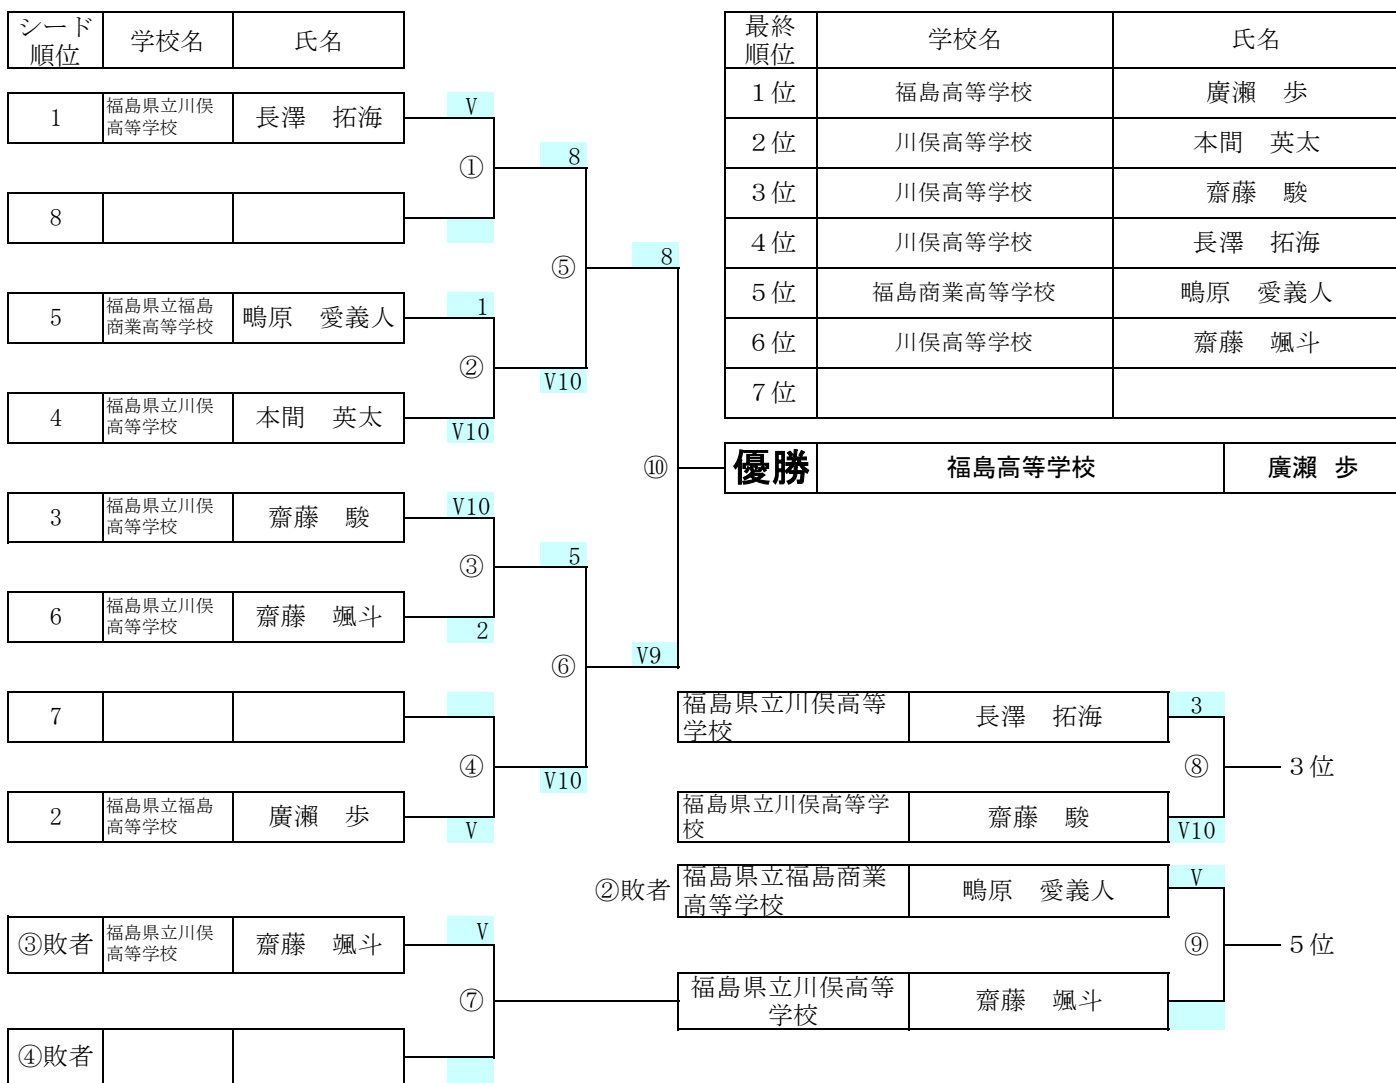 シード
順位
学校名
氏名
1
福島県立川俣
高等学校
長澤　拓海
V
①
8
8
⑤
8
5
福島県立福島
商業高等学校
鴫原　愛義人
1
②
V10
4
福島県立川俣
高等学校
本間　英太
V10
⑩
3
福島県立川俣
高等学校
齋藤　駿
V10
③
5
6
福島県立川俣
高等学校
齋藤　颯斗
2
⑥
V9
7
④
V10
2
福島県立福島
高等学校
廣瀨　歩
V
③敗者
福島県立川俣
高等学校
齋藤　颯斗
V
⑦
④敗者
最終
順位
学校名
氏名
１位
福島高等学校
廣瀨　歩
２位
川俣高等学校
本間　英太
３位
川俣高等学校
齋藤　駿
４位
川俣高等学校
長澤　拓海
５位
福島商業高等学校
鴫原　愛義人
６位
川俣高等学校
齋藤　颯斗
７位
優勝
福島高等学校
廣瀨　歩
福島県立川俣高等
学校
長澤　拓海
3
⑧
３位
福島県立川俣高等学
校
齋藤　駿
V10
②敗者
福島県立福島商業
高等学校
鴫原　愛義人
V
⑨
５位
福島県立川俣高等
学校
齋藤　颯斗